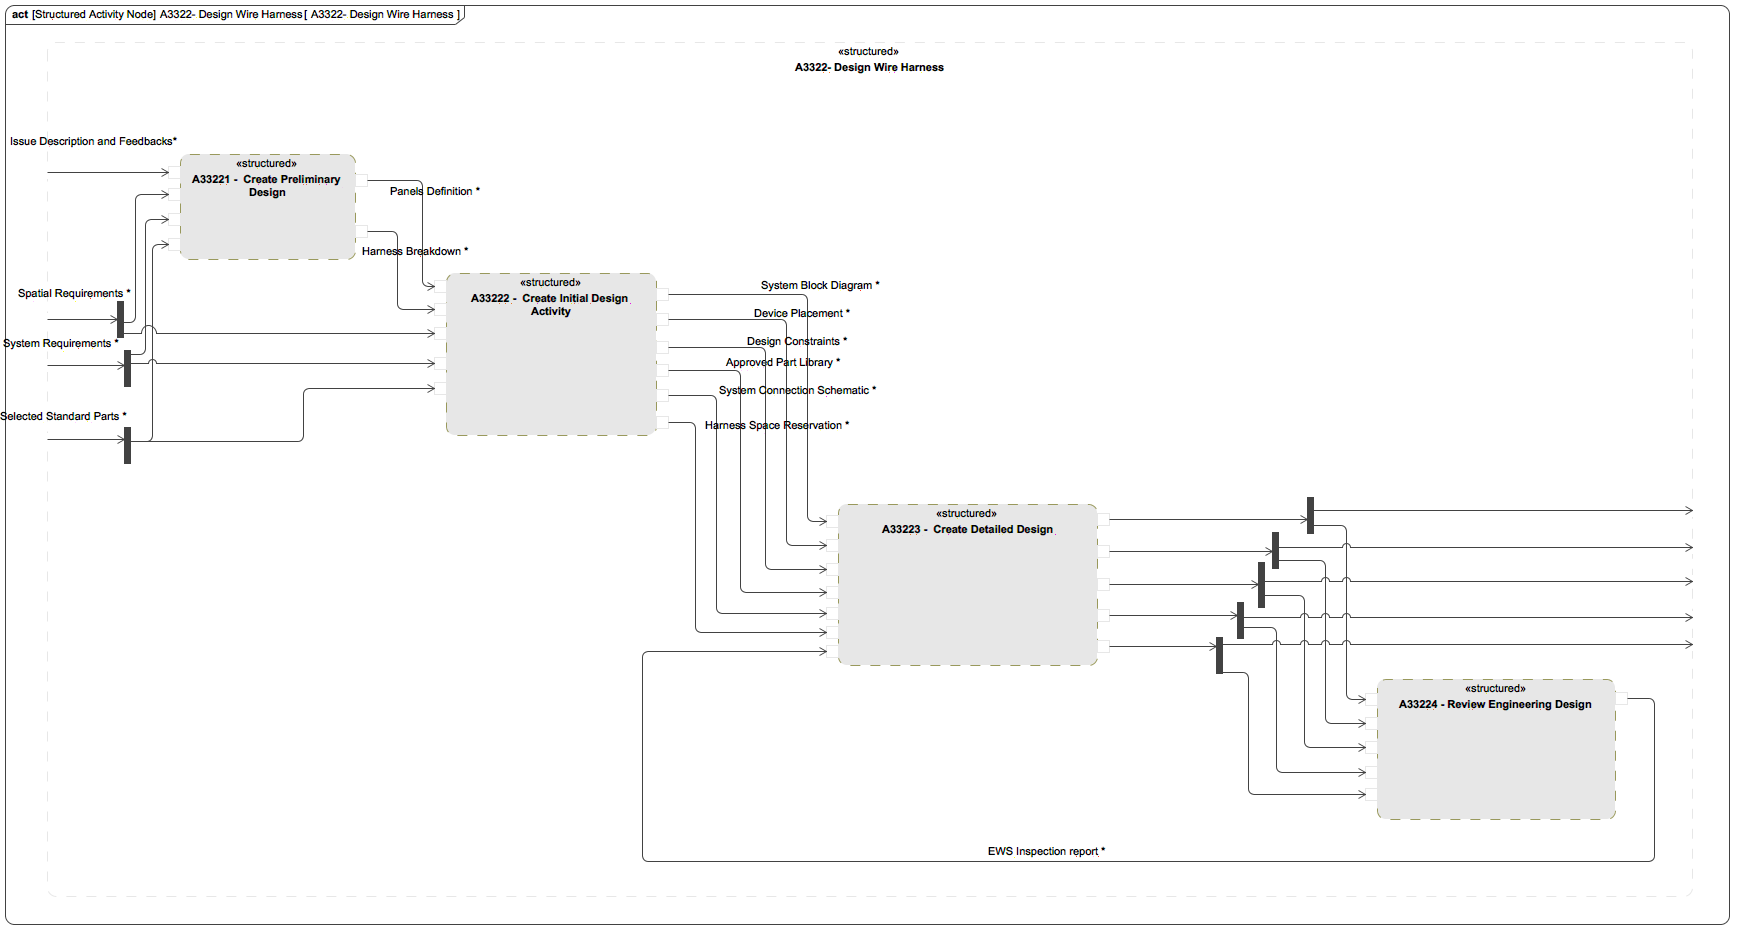 act [Structured Activity Node] A3322- Design Wire Harness [ A3322- Design Wire Harness ]
«structured»
A3322- Design Wire Harness
Issue Description and Feedbacks*
«structured»
A33221 - Create Preliminary
Design
Panels Definition *
Harness Breakdown *
Spatial Requirements *
System Requirements *
Selected Standard Parts *
«structured»
A33222 - Create Initial Design
Activity
System Block Diagram *
Device Placement *
Design Constraints *
Approved Part Library *
System Connection Schematic *
Harness Space Reservation *
«structured»
A33223 - Create Detailed Design
«structured»
A33224 - Review Engineering Design
EWS Inspection report *